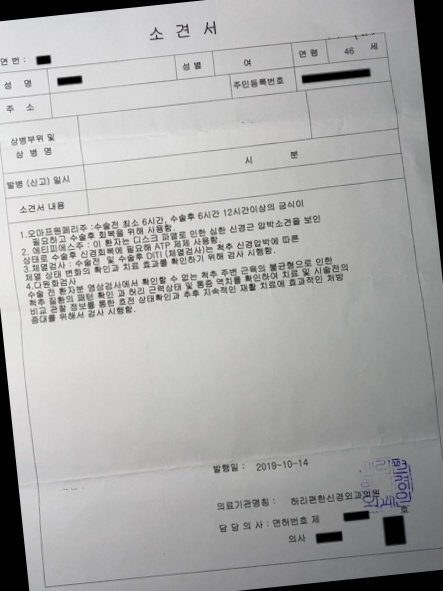 소 견 서
연 번 :
성 명
성 별
여
연 령
46 세
주민등록번호
주 소
상병부위 및
상 병 명
발병 (신고) 일시
시 분
소견서 내용
1.오마프원페리주 :수술전 최소 6시간, 수술후 6시간 12시간이상의 금식이
필요하고 수술후 회복을 위해 사용함.
2. 에티피에스주 : 이 환자는 디스크 파열로 인한 심한 신경근 압박소견을 보인
상태로 수술후 신경회복에 필요해 ATP 제제 사용함.
3.체열검사 : 수술전 및 수술후 DITI (체열검사)는 척추 신경압박에 따른
체열 상태 변화의 확인과 치료 효과를 확인하기 위해 검사 시행함.
4.다원화검사
수술 전 환자분 영상검사에서 확인할 수 없는 척추 주변 근육의 불균형으로 인한
척추 질환의 패턴 확인 과 허리 근력상태 및 통증 역치를 확인하여 치료 및 시술전의
비교 관찰 정보를 통한 호전 상태확인과 추후 지속적인 재활 치료에 효과적인 처방
증대를 위해서 검사 시행함.
발행일 : 2019-10-14
의료기관명칭 : 허리편한신경외과의원
담 당 의 사 : 면허번호 제 호
의사